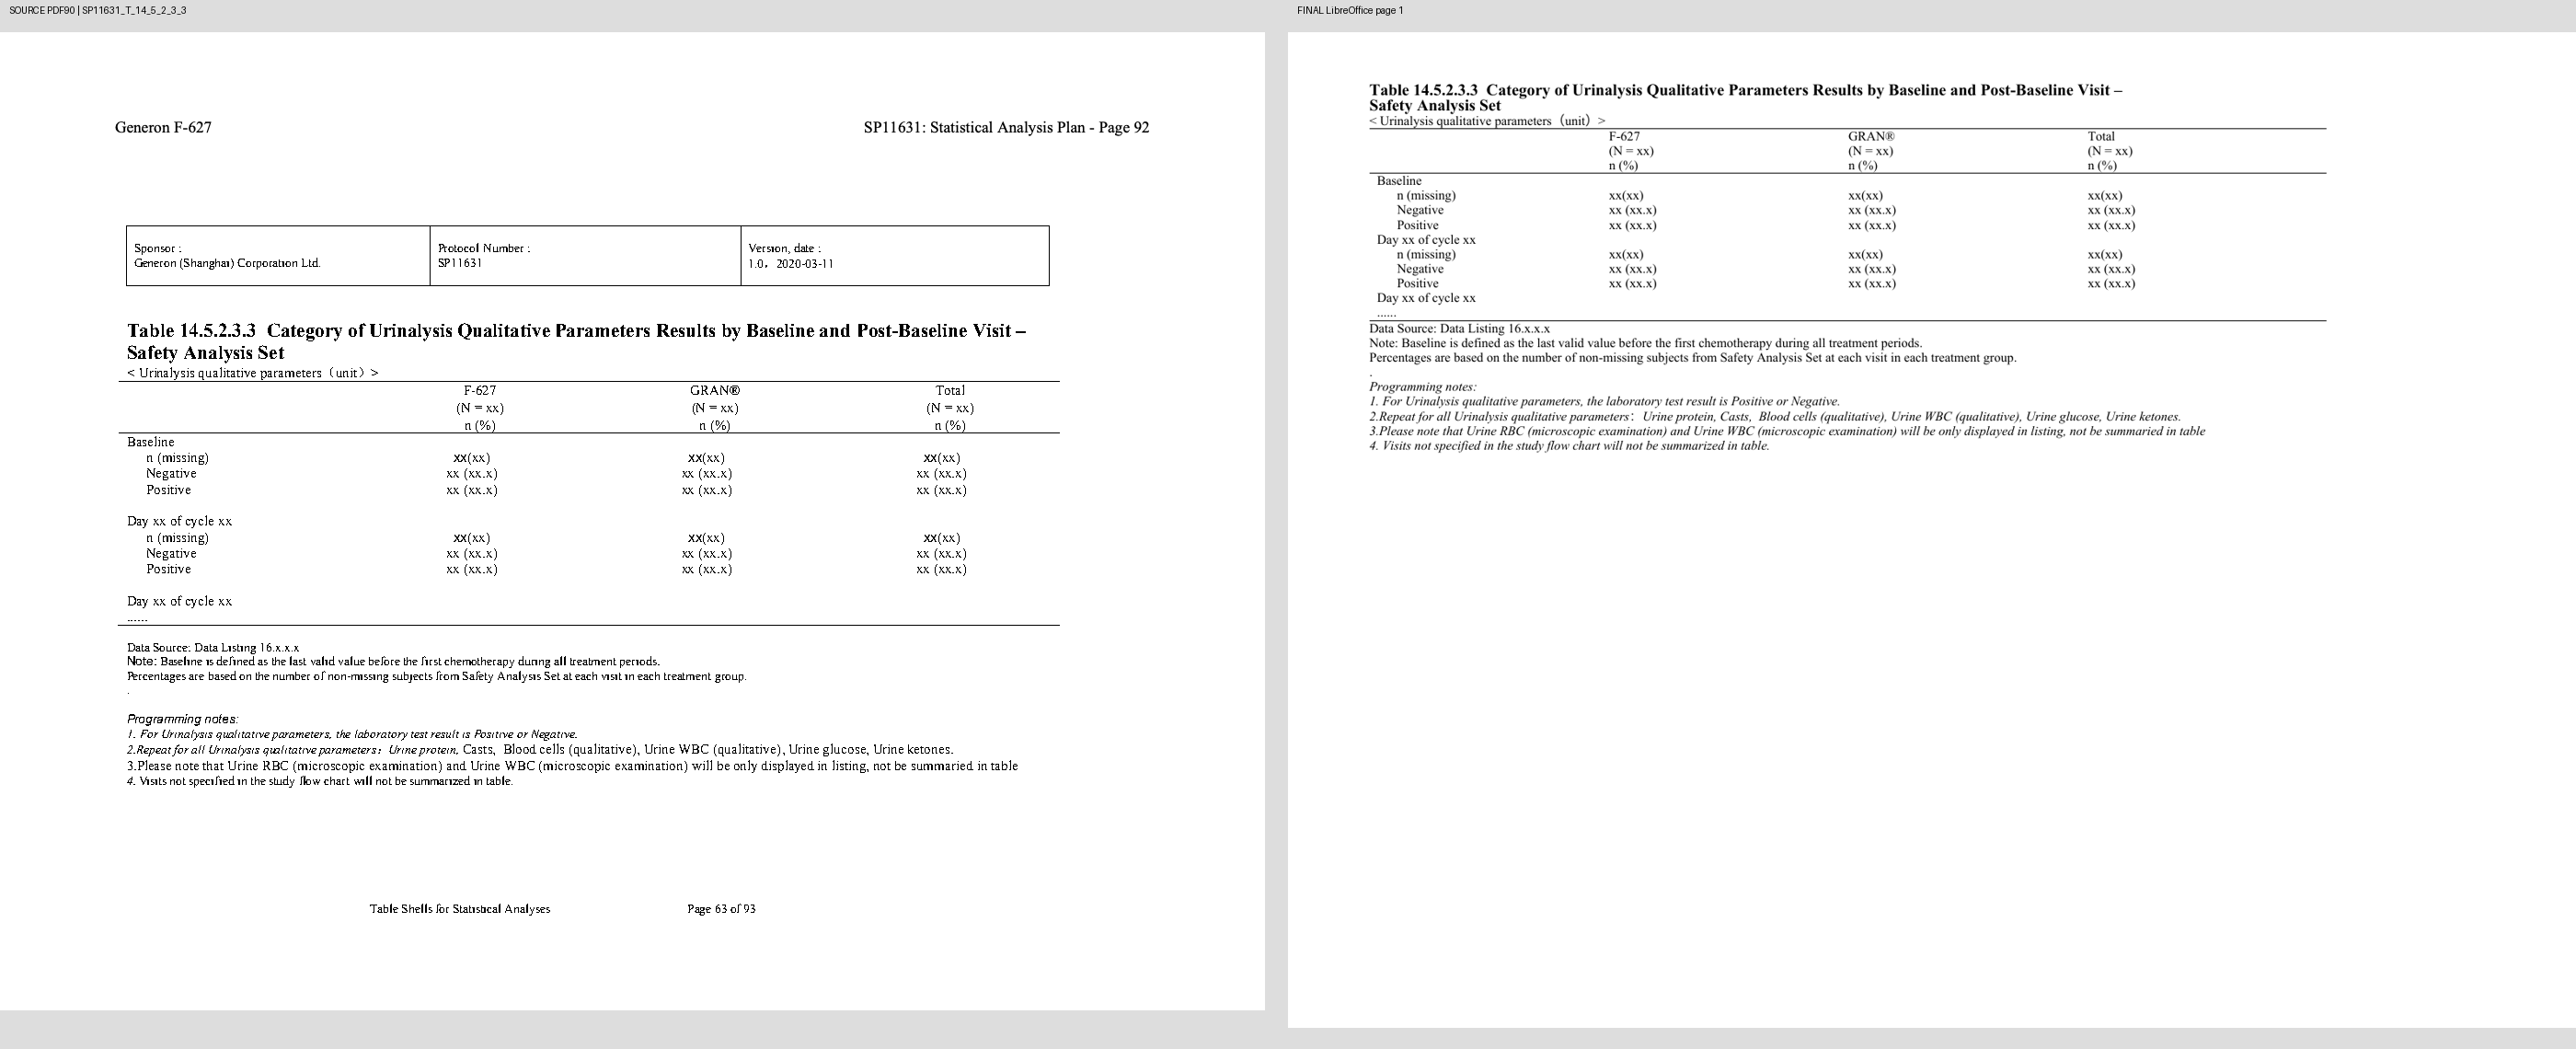 SOURCE PDF90 | SP11631_T_14_5_2_3_3
Generon F-627 SP11631: Statistical Analysis Plan - Page 92
Sponsor : Protocol Number : Version, date :
Generon (Shanghai) Corporation Ltd. SP11631 1.0，2020-03-11
Table 14.5.2.3.3 Category of Urinalysis Qualitative Parameters Results by Baseline and Post-Baseline Visit –
Safety Analysis Set
< Urinalysis qualitative parameters（unit）>
F-627 GRAN® Total
(N = xx) (N = xx) (N = xx)
n (%) n (%) n (%)
Baseline
n (missing) xx(xx) xx(xx) xx(xx)
Negative xx (xx.x) xx (xx.x) xx (xx.x)
Positive xx (xx.x) xx (xx.x) xx (xx.x)
Day xx of cycle xx
n (missing) xx(xx) xx(xx) xx(xx)
Negative xx (xx.x) xx (xx.x) xx (xx.x)
Positive xx (xx.x) xx (xx.x) xx (xx.x)
Day xx of cycle xx
......
Data Source: Data Listing 16.x.x.x
Note: Baseline is defined as the last valid value before the first chemotherapy during all treatment periods.
Percentages are based on the number of non-missing subjects from Safety Analysis Set at each visit in each treatment group.
.
Programming notes:
1. For Urinalysis qualitative parameters, the laboratory test result is Positive or Negative.
2.Repeat for all Urinalysis qualitative parameters：Urine protein, Casts, Blood cells (qualitative), Urine WBC (qualitative), Urine glucose, Urine ketones.
3.Please note that Urine RBC (microscopic examination) and Urine WBC (microscopic examination) will be only displayed in listing, not be summaried in table
4. Visits not specified in the study flow chart will not be summarized in table.
Table Shells for Statistical Analyses Page 63 of 93
FINAL LibreOffice page 1
Table 14.5.2.3.3 Category of Urinalysis Qualitative Parameters Results by Baseline and Post-Baseline Visit –
Safety Analysis Set
< Urinalysis qualitative parameters（unit）>
F-627 GRAN® Total
(N = xx) (N = xx) (N = xx)
n (%) n (%) n (%)
Baseline
n (missing) xx(xx) xx(xx) xx(xx)
Negative xx (xx.x) xx (xx.x) xx (xx.x)
Positive xx (xx.x) xx (xx.x) xx (xx.x)
Day xx of cycle xx
n (missing) xx(xx) xx(xx) xx(xx)
Negative xx (xx.x) xx (xx.x) xx (xx.x)
Positive xx (xx.x) xx (xx.x) xx (xx.x)
Day xx of cycle xx
......
Data Source: Data Listing 16.x.x.x
Note: Baseline is defined as the last valid value before the first chemotherapy during all treatment periods.
Percentages are based on the number of non-missing subjects from Safety Analysis Set at each visit in each treatment group.
.
Programming notes:
1. For Urinalysis qualitative parameters, the laboratory test result is Positive or Negative.
2.Repeat for all Urinalysis qualitative parameters：Urine protein, Casts, Blood cells (qualitative), Urine WBC (qualitative), Urine glucose, Urine ketones.
3.Please note that Urine RBC (microscopic examination) and Urine WBC (microscopic examination) will be only displayed in listing, not be summaried in table
4. Visits not specified in the study flow chart will not be summarized in table.